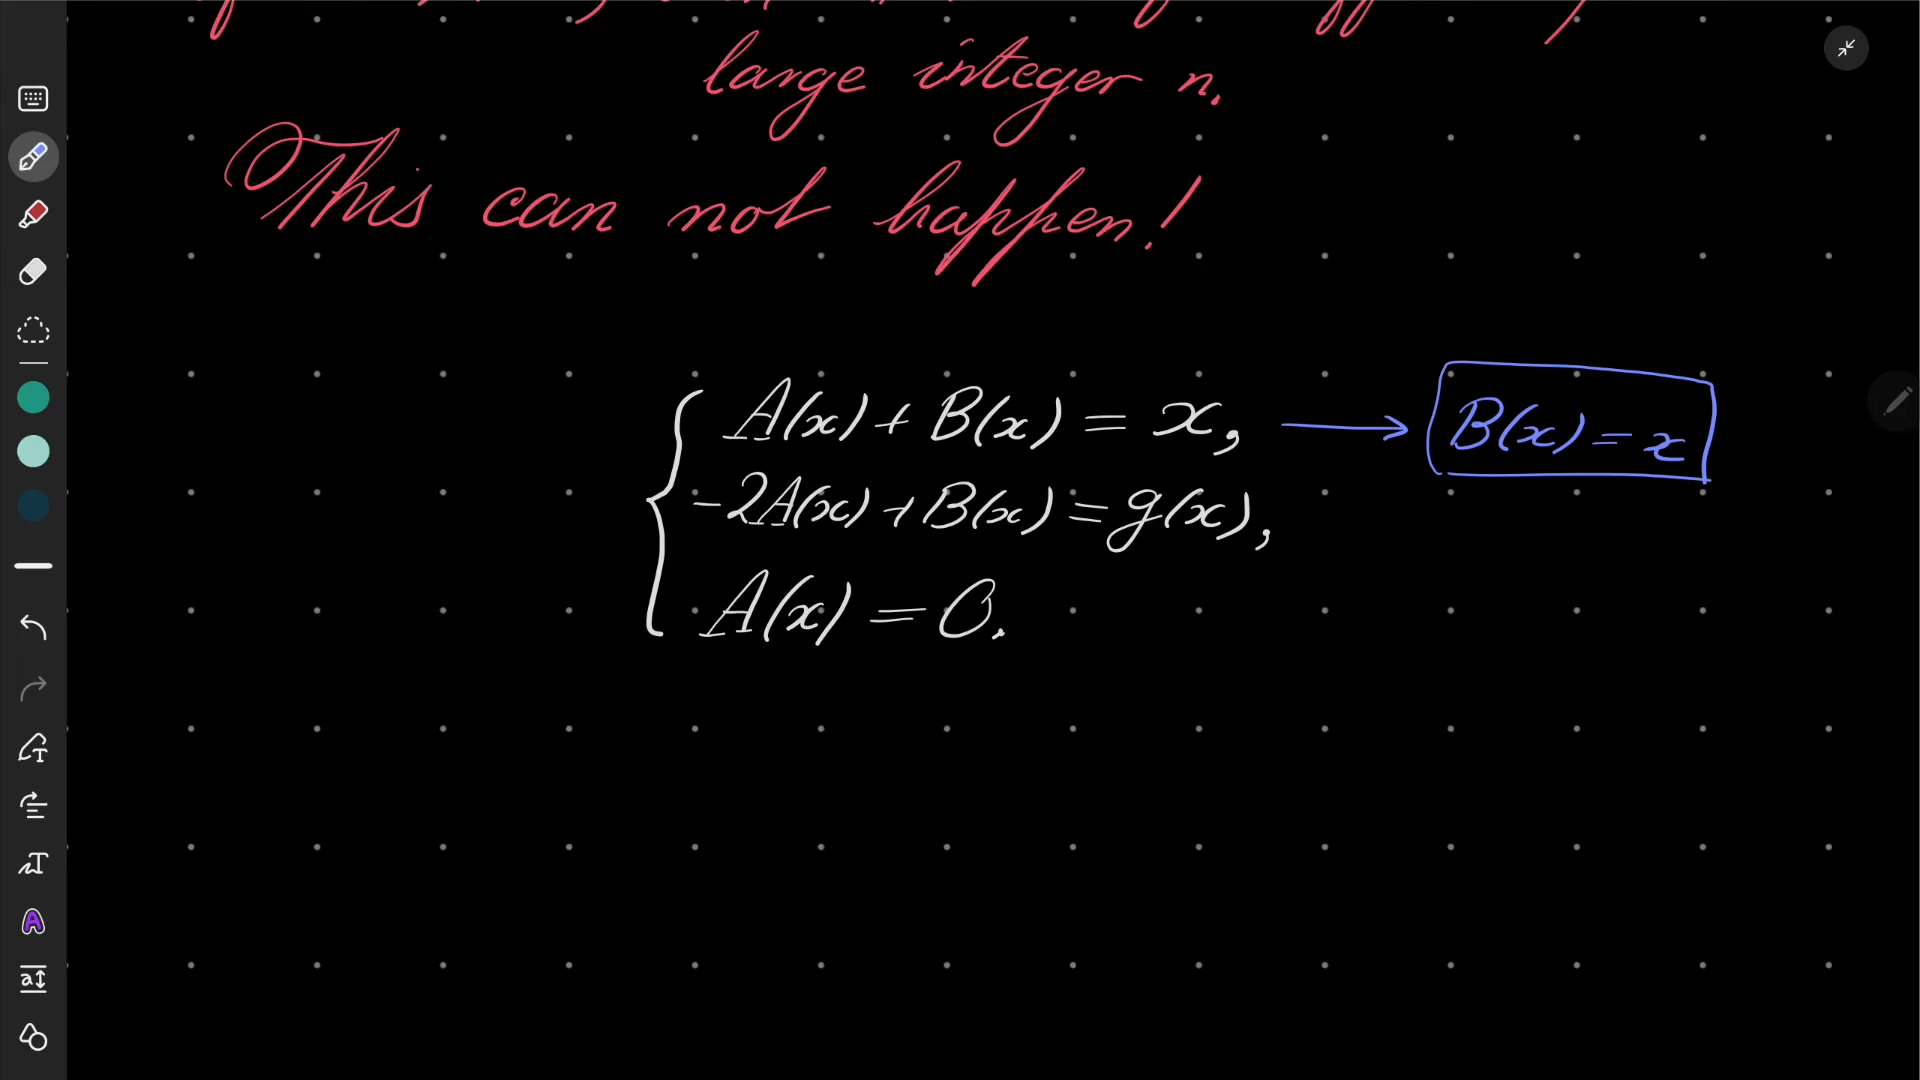 large integer n.
This can not happen!
A(x) + B(x) = x, → B(x) = x
-2A(x) + B(x) = g(x),
A(x) = 0.